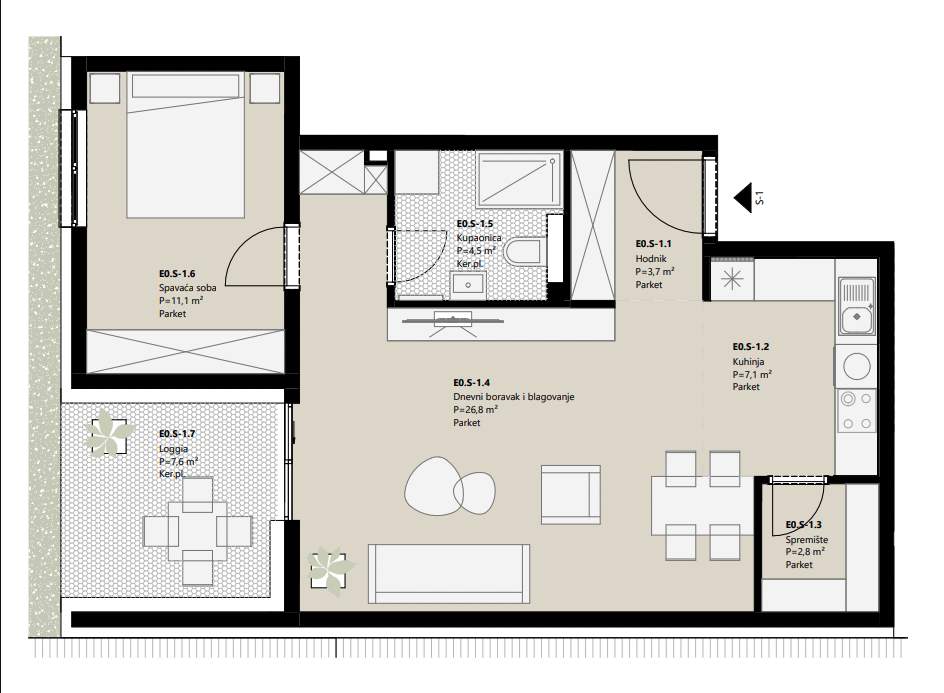 E0.S-1.6
Spavaća soba
P=11,1 m²
Parket
E0.S-1.5
Kupaonica
P=4,5 m²
Ker.pl.
E0.S-1.1
Hodnik
P=3,7 m²
Parket
S-1
E0.S-1.2
Kuhinja
P=7,1 m²
Parket
E0.S-1.4
Dnevni boravak i blagovanje
P=26,8 m²
Parket
E0.S-1.7
Loggia
P=7,6 m²
Ker.pl.
E0.S-1.3
Spremište
P=2,8 m²
Parket